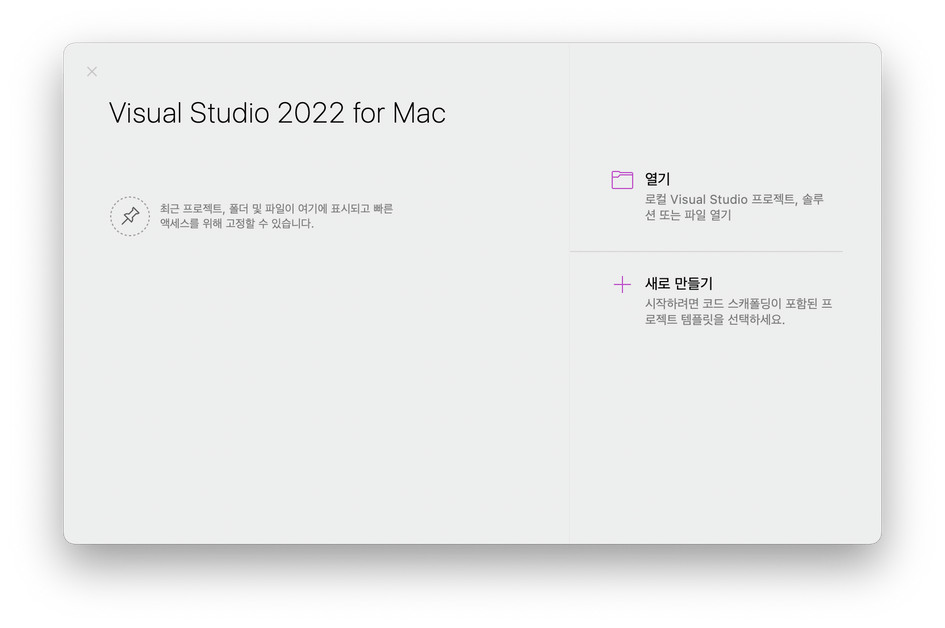 Visual Studio 2022 for Mac
최근 프로젝트, 폴더 및 파일이 여기에 표시되고 빠른
액세스를 위해 고정할 수 있습니다.
열기
로컬 Visual Studio 프로젝트, 솔루
션 또는 파일 열기
새로 만들기
시작하려면 코드 스캐폴딩이 포함된 프
로젝트 템플릿을 선택하세요.